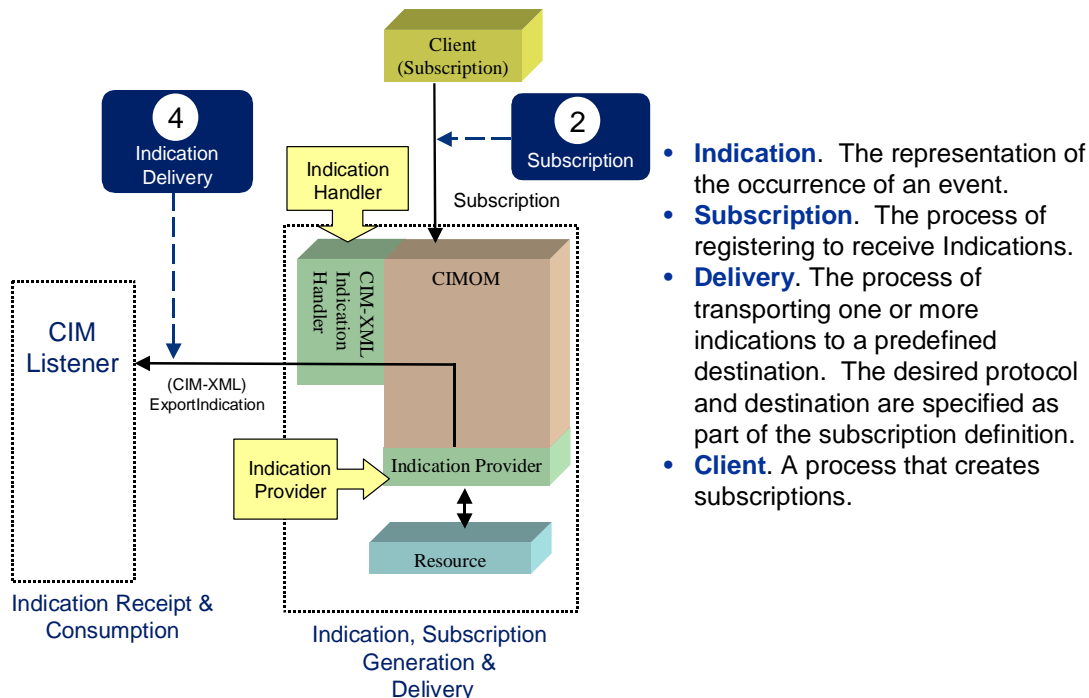 Client
(Subscription)
4
Indication
Delivery
2
Subscription
Indication
Handler
Subscription
CIM-XML
Indication
Handler
CIMOM
CIM
Listener
(CIM-XML)
ExportIndication
Indication
Provider
Indication Provider
Resource
Indication Receipt &
Consumption
Indication, Subscription
Generation &
Delivery
• Indication. The representation of
the occurrence of an event.
• Subscription. The process of
registering to receive Indications.
• Delivery. The process of
transporting one or more
indications to a predefined
destination. The desired protocol
and destination are specified as
part of the subscription definition.
• Client. A process that creates
subscriptions.